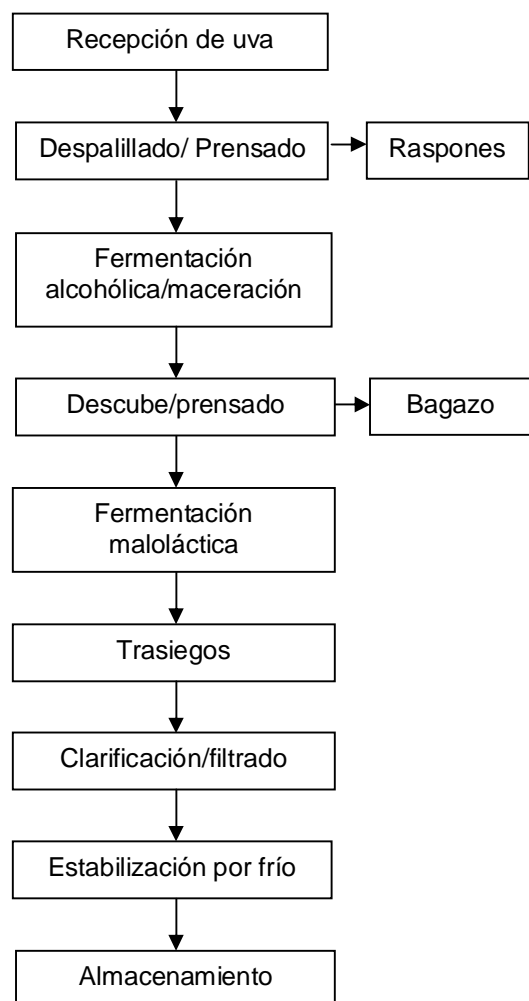 Recepción de uva
Despalillado/ Prensado
Raspones
Fermentación
alcohólica/maceración
Descube/prensado
Bagazo
Fermentación
maloláctica
Trasiegos
Clarificación/filtrado
Estabilización por frío
Almacenamiento